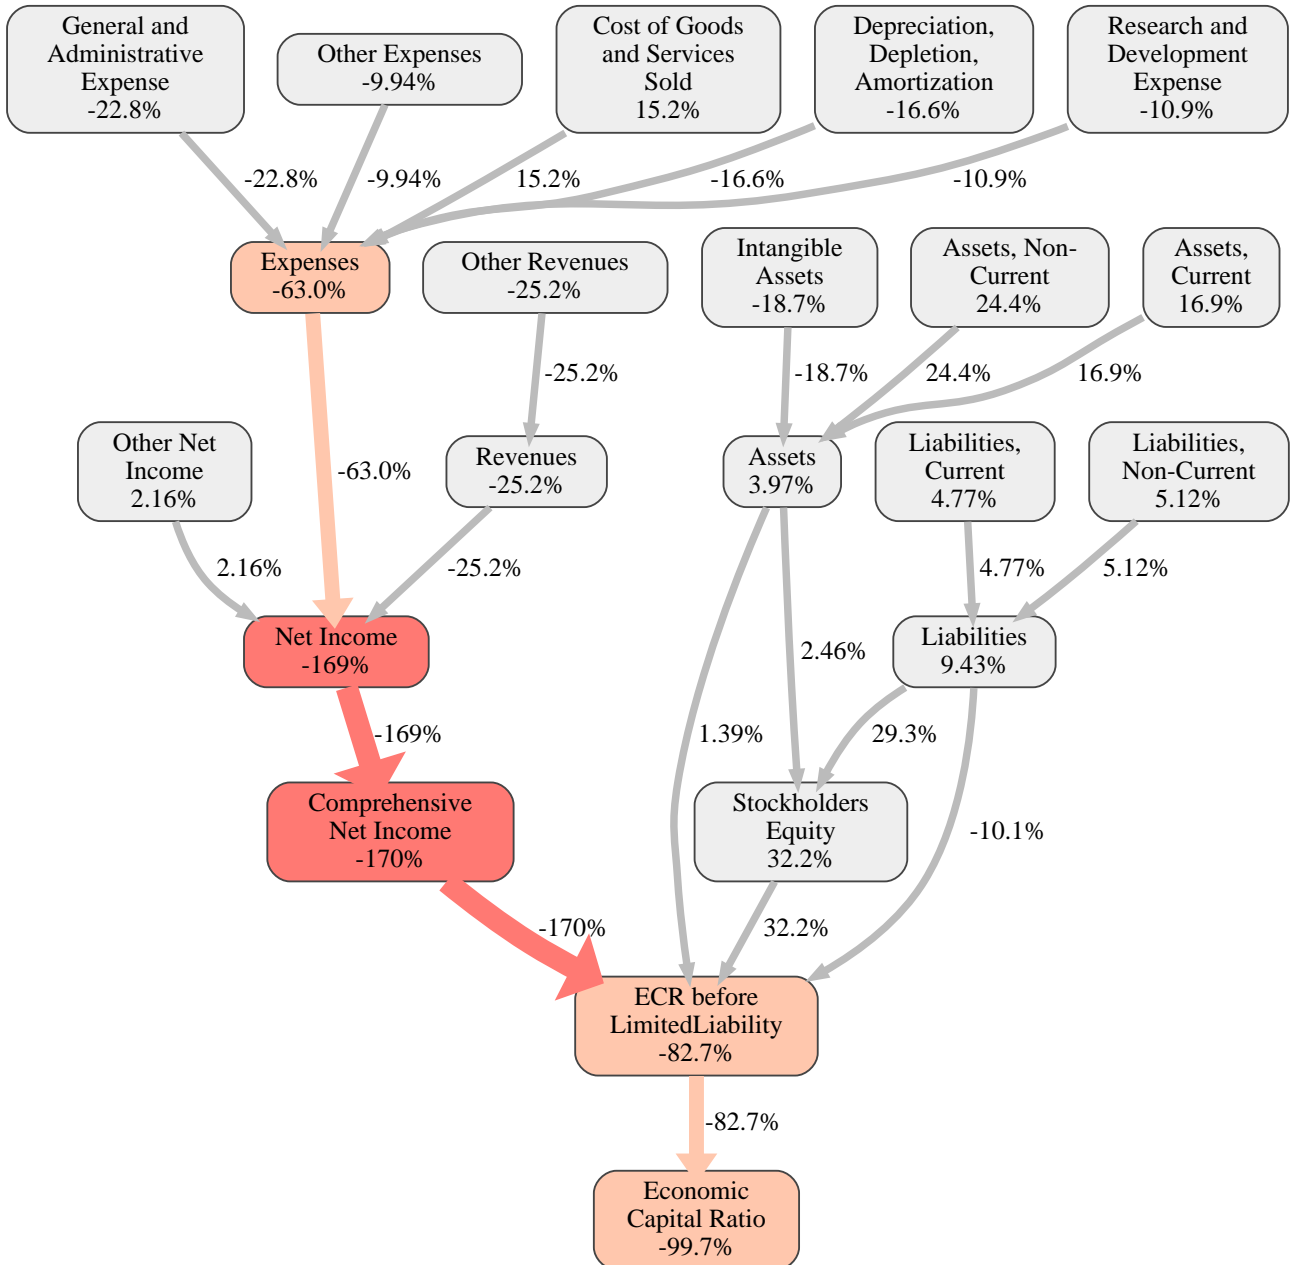 General and
Administrative
Expense
-22.8%
Other Expenses
-9.94%
Cost of Goods
and Services
Sold
15.2%
Depreciation,
Depletion,
Amortization
-16.6%
Research and
Development
Expense
-10.9%
-22.8%
-9.94%
15.2%
-16.6%
-10.9%
Expenses
-63.0%
Other Revenues
-25.2%
Intangible
Assets
-18.7%
Assets, Non-
Current
24.4%
Assets,
Current
16.9%
-25.2%
-18.7%
24.4%
16.9%
Other Net
Income
2.16%
-63.0%
Revenues
-25.2%
Assets
3.97%
Liabilities,
Current
4.77%
Liabilities,
Non-Current
5.12%
2.16%
-25.2%
4.77%
5.12%
Net Income
-169%
2.46%
Liabilities
9.43%
-169%
1.39%
29.3%
Comprehensive
Net Income
-170%
Stockholders
Equity
32.2%
-10.1%
-170%
32.2%
ECR before
LimitedLiability
-82.7%
-82.7%
Economic
Capital Ratio
-99.7%